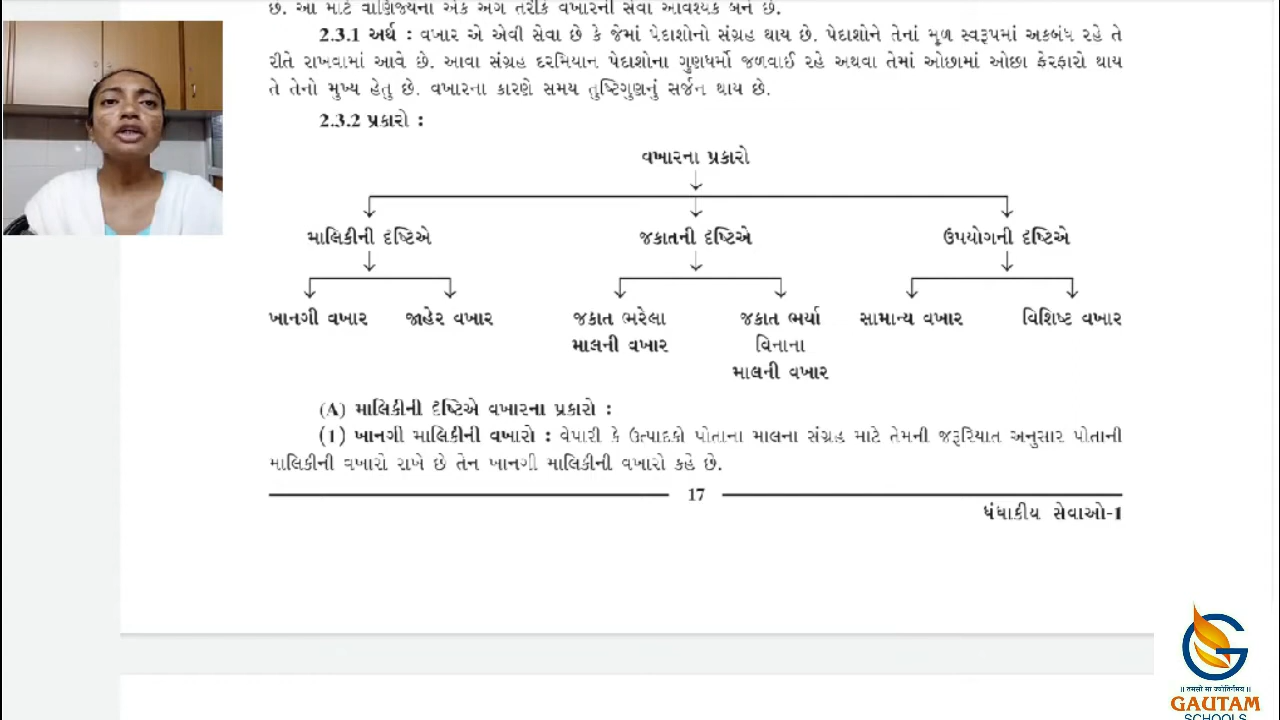 છે. આ માટે વાણિજ્યના એક અંગ તરીકે વખારની સેવા આવશ્યક બને છે.
2.3.1 અર્થ : વખાર એ એવી સેવા છે કે જેમાં પેદાશોનો સંગ્રહ થાય છે. પેદાશોને તેનાં મૂળ સ્વરૂપમાં અકબંધ રહે તે
રીતે રાખવામાં આવે છે. આવા સંગ્રહ દરમિયાન પેદાશોના ગુણધર્મો જળવાઈ રહે અથવા તેમાં ઓછામાં ઓછા ફેરફારો થાય
તે તેનો મુખ્ય હેતુ છે. વખારના કારણે સમય તુષ્ટિગુણનું સર્જન થાય છે.
2.3.2 પ્રકારો :
વખારના પ્રકારો
માલિકીની દૃષ્ટિએ જકાતની દૃષ્ટિએ ઉપયોગની દૃષ્ટિએ
ખાનગી વખાર જાહેર વખાર જકાત ભરેલા જકાત ભર્યા સામાન્ય વખાર વિશિષ્ટ વખાર
માલની વખાર વિનાના
માલની વખાર
(A) માલિકીની દૃષ્ટિએ વખારના પ્રકારો :
(1) ખાનગી માલિકીની વખારો : વેપારી કે ઉત્પાદકો પોતાના માલના સંગ્રહ માટે તેમની જરૂરિયાત અનુસાર પોતાની
માલિકીની વખારો રાખે છે તેન ખાનગી માલિકીની વખારો કહે છે.
17
ધંધાકીય સેવાઓ-1
|| तमसो मा ज्योतिर्गमय ||
GAUTAM
SCHOOLS